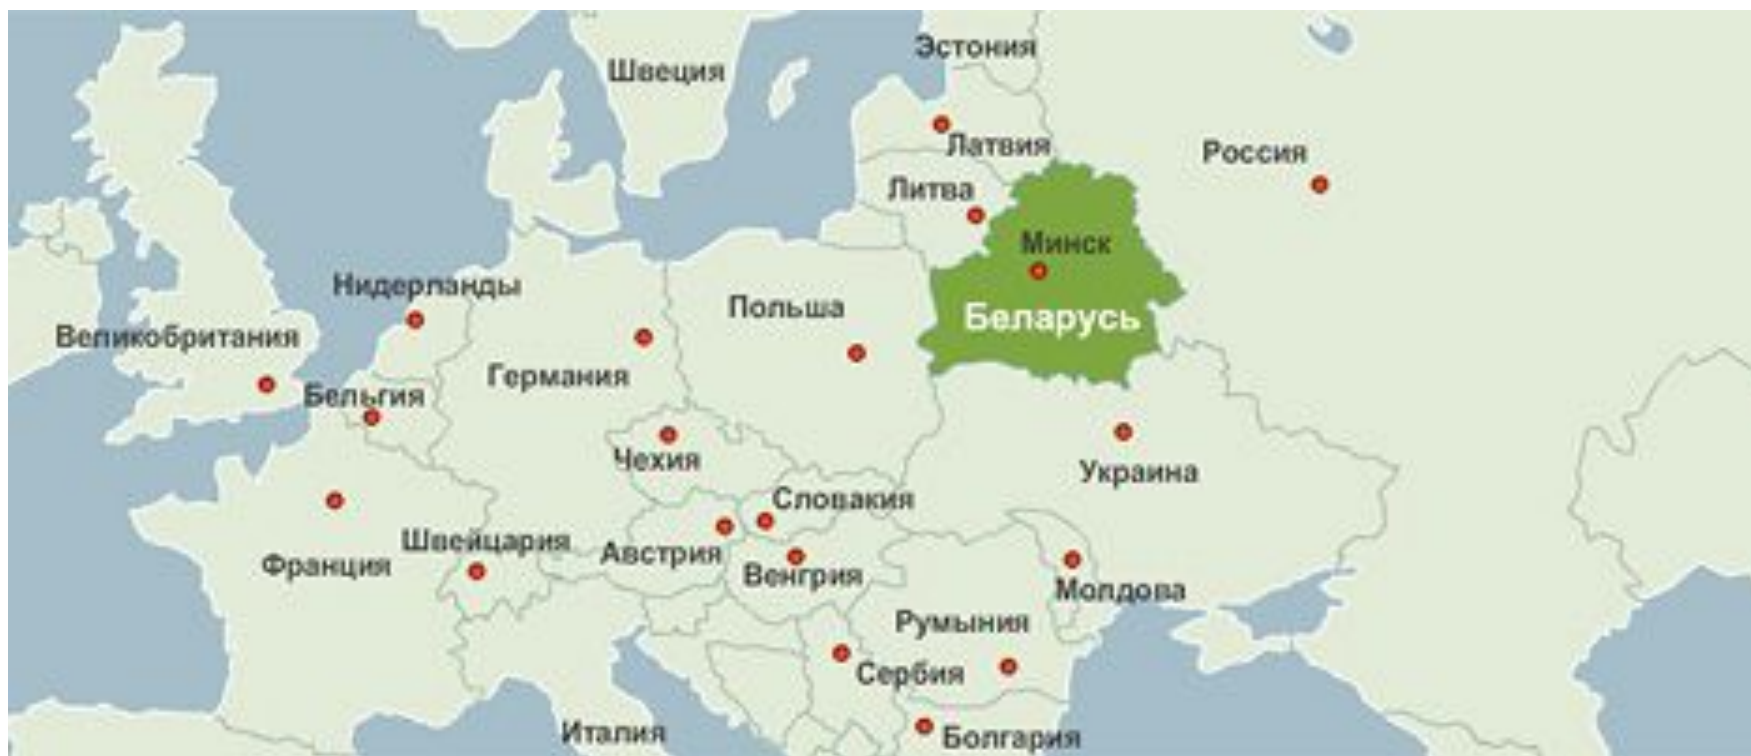 Эстония
Швеция
Латвия
Россия
Литва
Минск
Нидерланды
Польша
Беларусь
Великобритания
Германия
Бельгия
Чехия
Украина
Словакия
Швейцария
Австрия
Франция
Венгрия
Молдова
Румыния
Сербия
Италия
Болгария